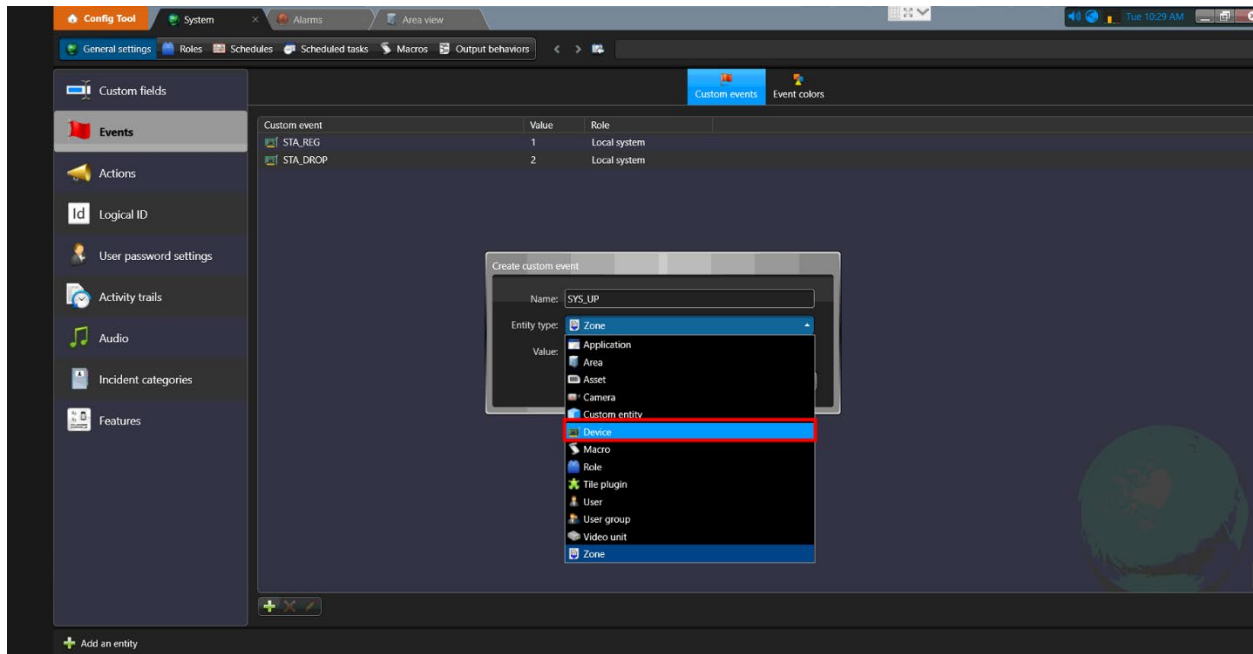 Config Tool System Alarms Area view
Tue 10:29 AM
General settings Roles Schedules Scheduled tasks Macros Output behaviors
Custom fields
Custom events Event colors
Events
Custom event Value Role
STA_REG 1 Local system
STA_DROP 2 Local system
Actions
Id Logical ID
User password settings
Activity trails
Audio
Incident categories
Features
Create custom event
Name: SYS_UP
Entity type: Zone
Value:
Application
Area
Asset
Camera
Custom entity
Device
Macro
Role
Tile plugin
User
User group
Video unit
Zone
Add an entity